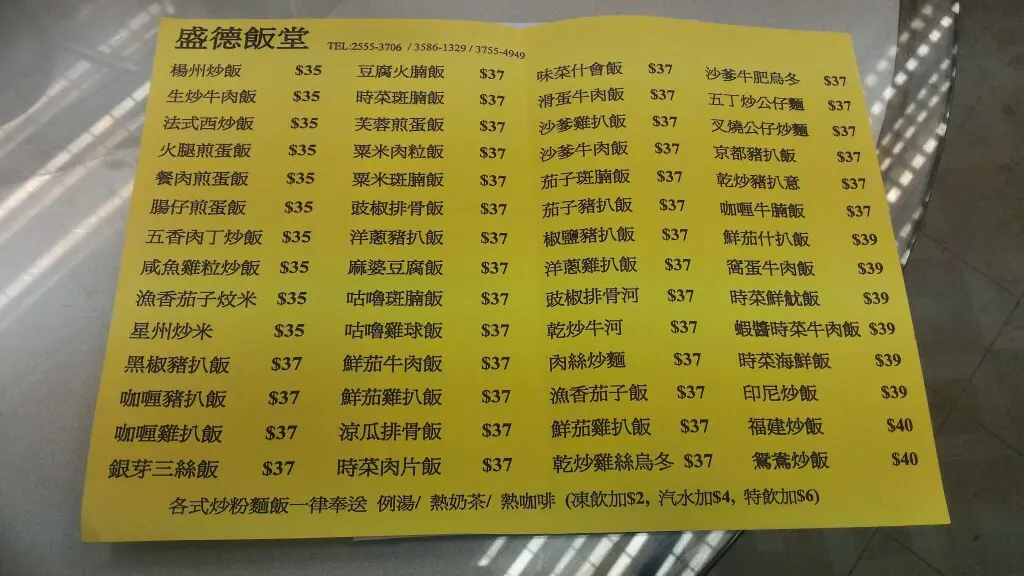 盛德飯堂 TEL:2555-3706 / 3586-1329 / 3755-4949
楊州炒飯 $35
生炒牛肉飯 $35
法式西炒飯 $35
火腿煎蛋飯 $35
餐肉煎蛋飯 $35
腸仔煎蛋飯 $35
五香肉丁炒飯 $35
咸魚雞粒炒飯 $35
漁香茄子炆米 $35
星州炒米 $35
黑椒豬扒飯 $37
咖喱豬扒飯 $37
咖喱雞扒飯 $37
銀芽三絲飯 $37
豆腐火腩飯 $37
時菜斑腩飯 $37
芙蓉煎蛋飯 $37
粟米肉粒飯 $37
粟米斑腩飯 $37
豉椒排骨飯 $37
洋蔥豬扒飯 $37
麻婆豆腐飯 $37
咕嚕斑腩飯 $37
咕嚕雞球飯 $37
鮮茄牛肉飯 $37
鮮茄雞扒飯 $37
涼瓜排骨飯 $37
時菜肉片飯 $37
味菜什會飯 $37
滑蛋牛肉飯 $37
沙爹雞扒飯 $37
沙爹牛肉飯 $37
茄子斑腩飯 $37
茄子豬扒飯 $37
椒鹽豬扒飯 $37
洋蔥雞扒飯 $37
豉椒排骨河 $37
乾炒牛河 $37
肉絲炒麵 $37
漁香茄子飯 $37
鮮茄雞扒飯 $37
乾炒雞絲烏冬 $37
沙爹牛肥烏冬 $37
五丁炒公仔麵 $37
叉燒公仔炒麵 $37
京都豬扒飯 $37
乾炒豬扒意 $37
咖喱牛腩飯 $37
鮮茄什扒飯 $39
窩蛋牛肉飯 $39
時菜鮮魷飯 $39
蝦醬時菜牛肉飯 $39
時菜海鮮飯 $39
印尼炒飯 $39
福建炒飯 $40
鴛鴦炒飯 $40
各式炒粉麵飯一律奉送 例湯/ 熱奶茶/ 熱咖啡 (凍飲加$2, 汽水加$4, 特飲加$6)